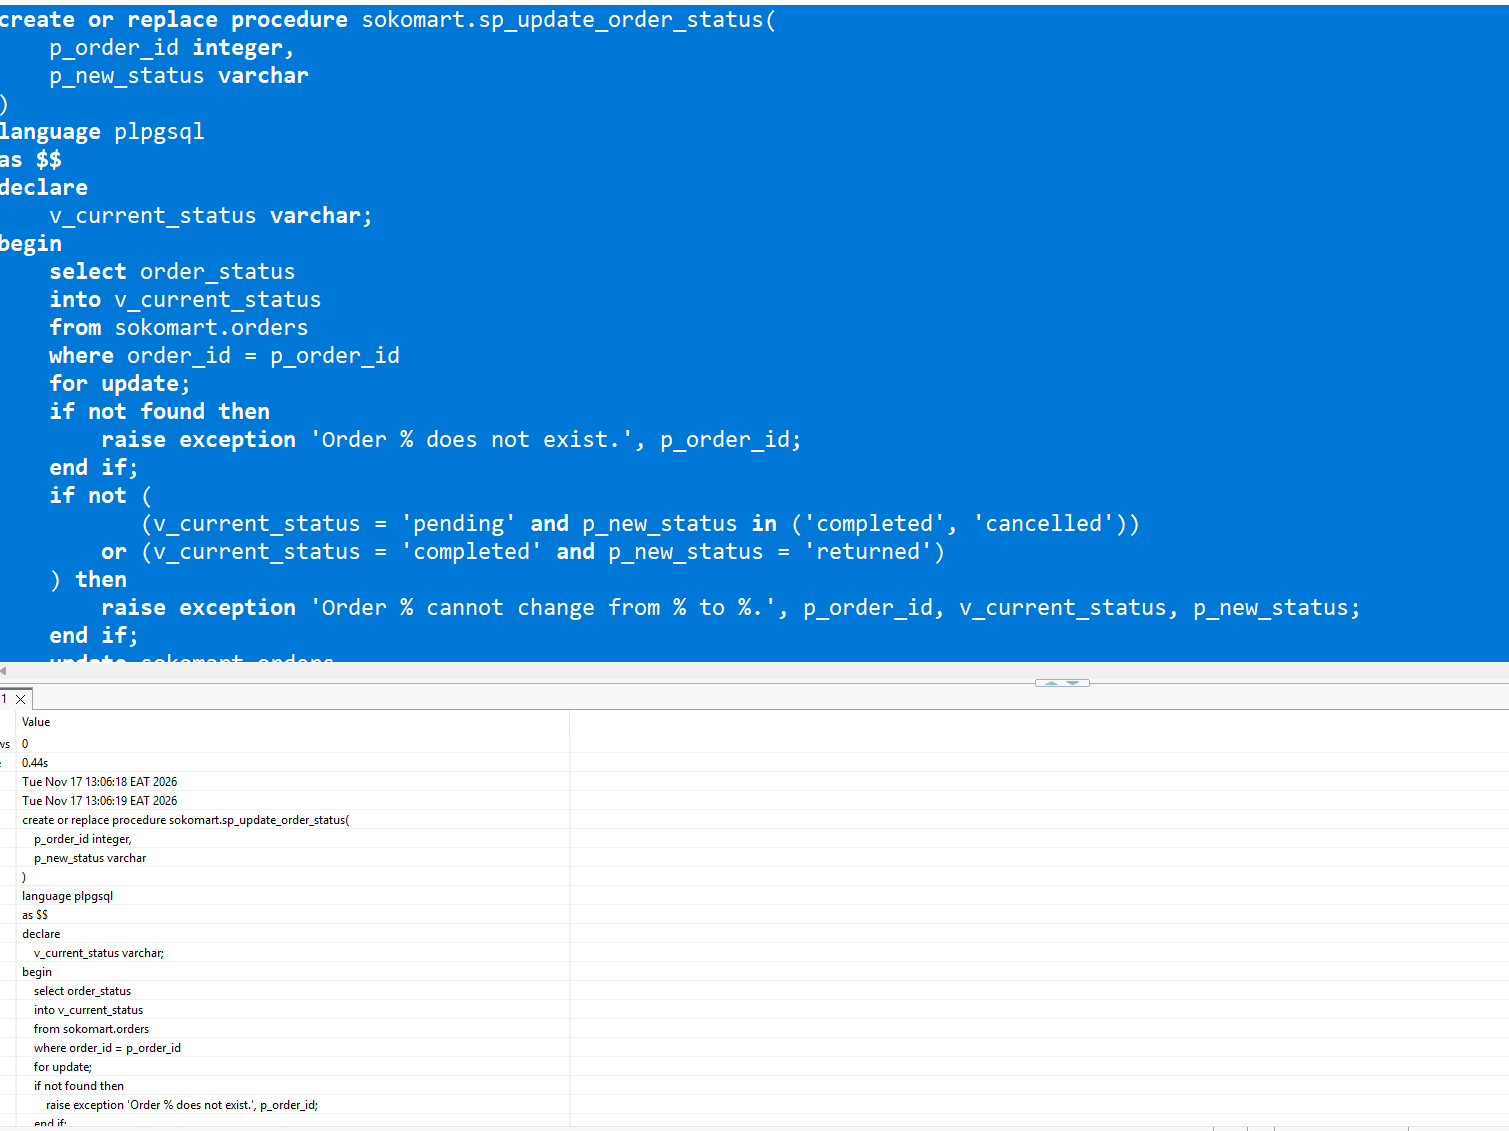 create or replace procedure sokomart.sp_update_order_status(
    p_order_id integer,
    p_new_status varchar
)
language plpgsql
as $$
declare
    v_current_status varchar;
begin
    select order_status
    into v_current_status
    from sokomart.orders
    where order_id = p_order_id
    for update;
    if not found then
        raise exception 'Order % does not exist.', p_order_id;
    end if;
    if not (
           (v_current_status = 'pending' and p_new_status in ('completed', 'cancelled'))
        or (v_current_status = 'completed' and p_new_status = 'returned')
    ) then
        raise exception 'Order % cannot change from % to %.', p_order_id, v_current_status, p_new_status;
    end if;
    update sokomart.orders
1
Value
ws 0
0.44s
Tue Nov 17 13:06:18 EAT 2026
Tue Nov 17 13:06:19 EAT 2026
create or replace procedure sokomart.sp_update_order_status(
    p_order_id integer,
    p_new_status varchar
)
language plpgsql
as $$
declare
    v_current_status varchar;
begin
    select order_status
    into v_current_status
    from sokomart.orders
    where order_id = p_order_id
    for update;
    if not found then
        raise exception 'Order % does not exist.', p_order_id;
    end if;